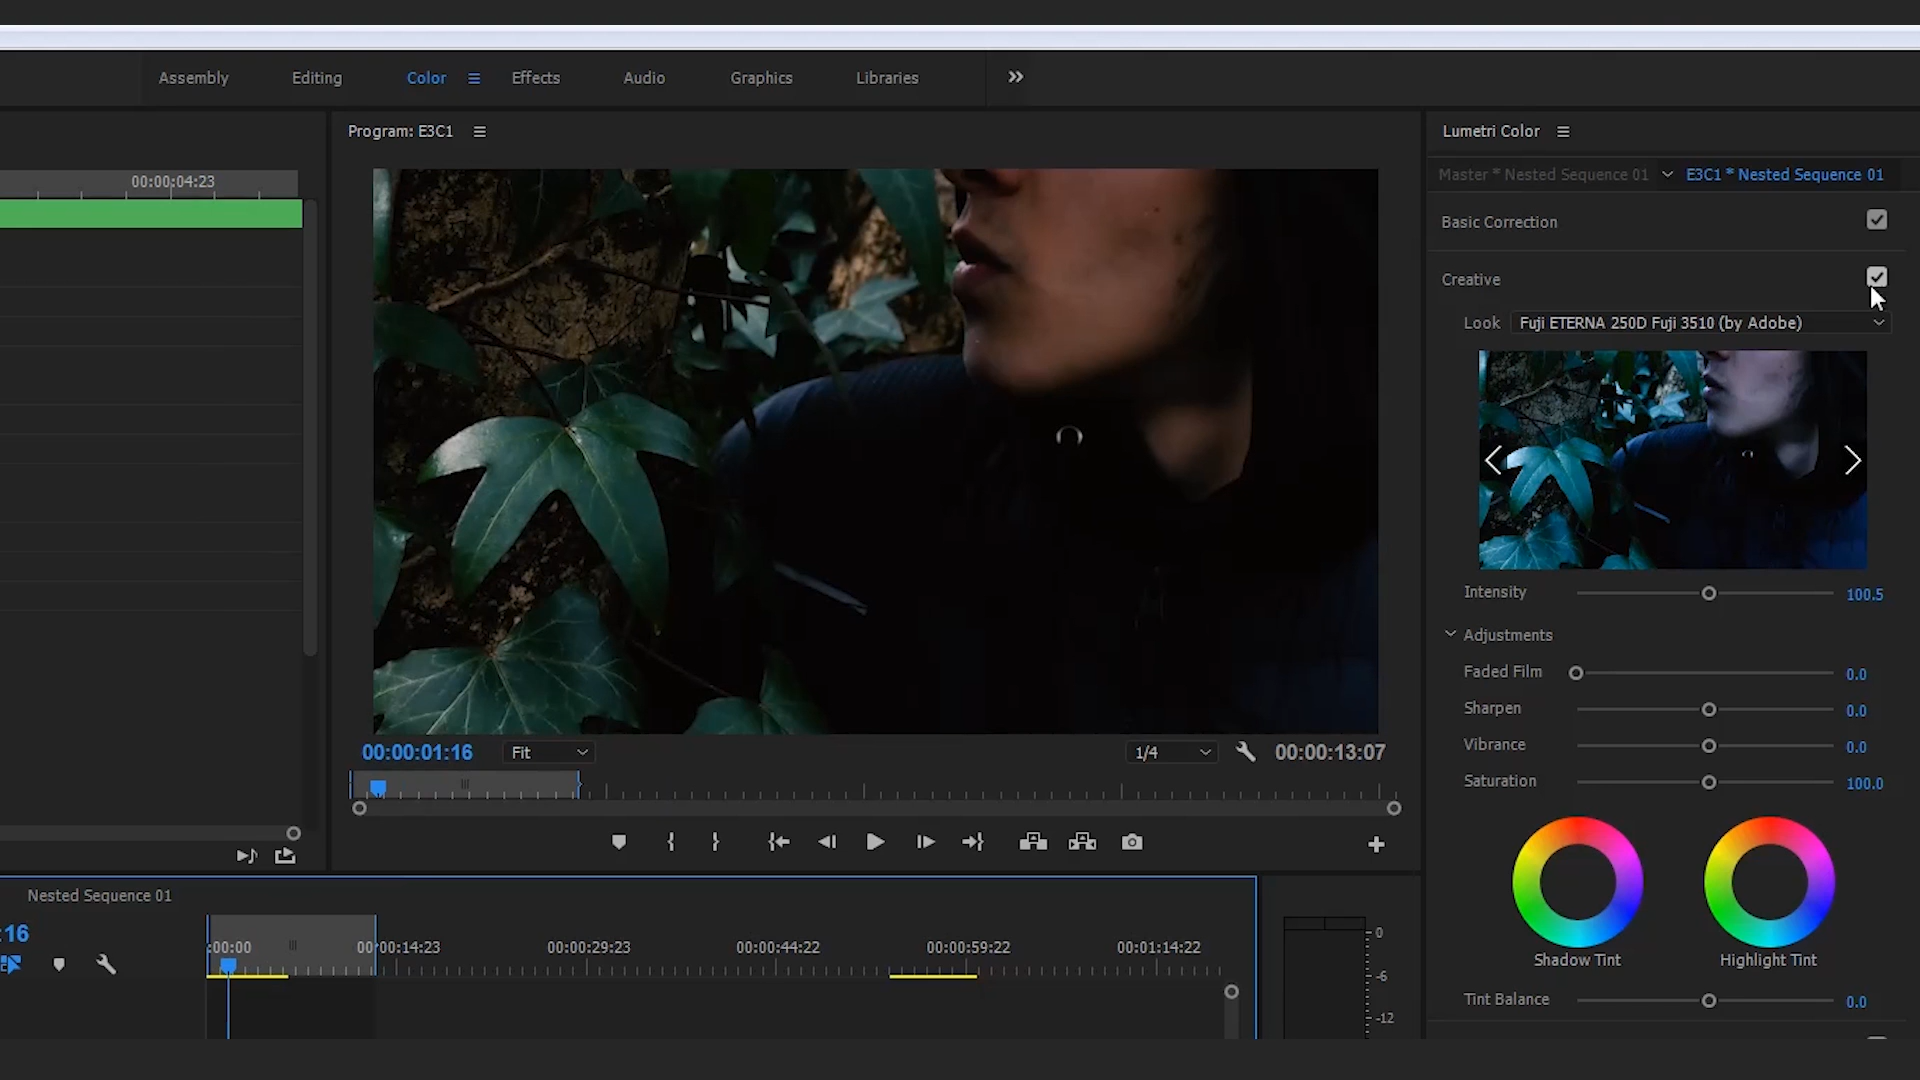 Assembly Editing Color Effects Audio Graphics Libraries
Program: E3C1
Lumetri Color
00:00:04:23
Master * Nested Sequence 01 E3C1 * Nested Sequence 01
Basic Correction
Creative
Look Fuji ETERNA 250D Fuji 3510 (by Adobe)
Intensity 100.5
Adjustments
Faded Film 0.0
Sharpen 0.0
Vibrance 0.0
Saturation 100.0
Shadow Tint Highlight Tint
Tint Balance 0.0
00:00:01:16 Fit 1/4 00:00:13:07
Nested Sequence 01
:16
:00:00 00:00:14:23 00:00:29:23 00:00:44:22 00:00:59:22 00:01:14:22
0
-6
-12